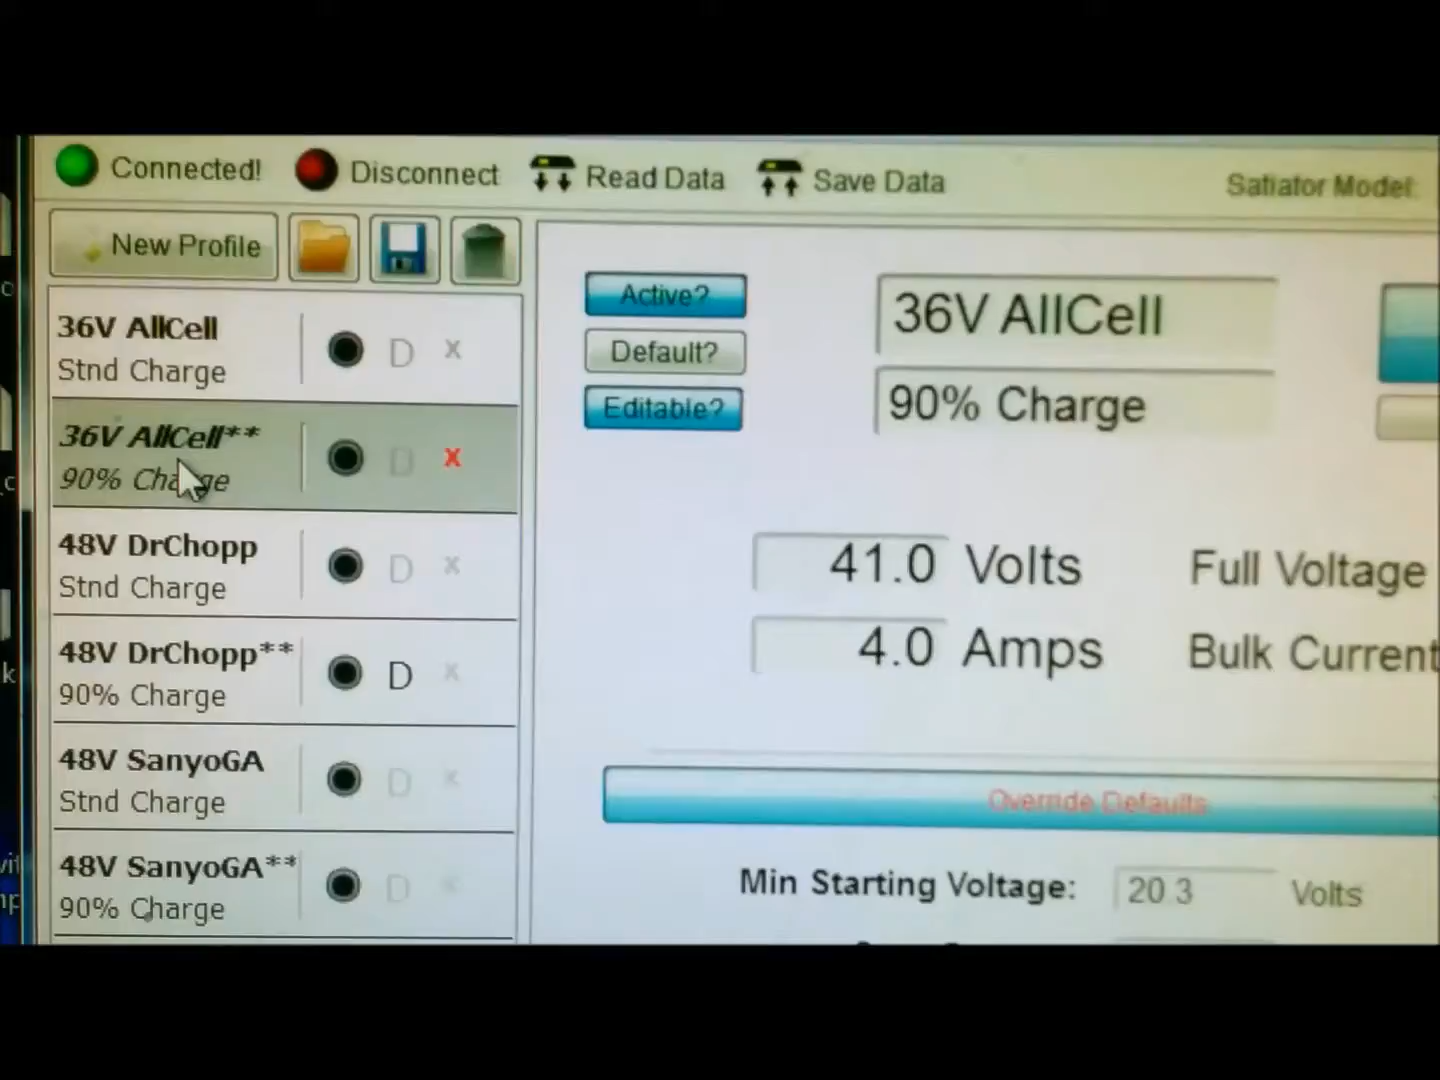 Connected!
Disconnect
Read Data
Save Data
Satiator Model:
New Profile
36V AllCell
Stnd Charge
D
x
36V AllCell**
90% Charge
D
x
48V DrChopp
Stnd Charge
D
x
48V DrChopp**
90% Charge
D
x
48V SanyoGA
Stnd Charge
D
x
48V SanyoGA**
90% Charge
D
x
Active?
Default?
Editable?
36V AllCell
90% Charge
41.0 Volts Full Voltage
4.0 Amps Bulk Current
Override Defaults
Min Starting Voltage: 20.3 Volts